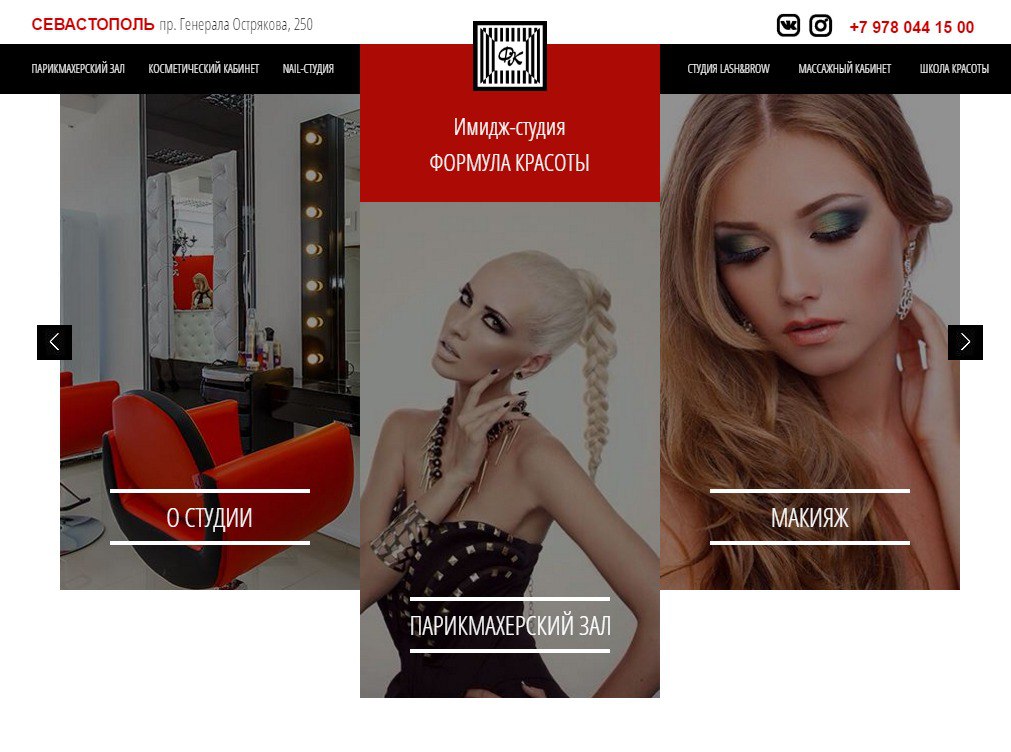 СЕВАСТОПОЛЬ пр. Генерала Острякова, 250
+7 978 044 15 00
ПАРИКМАХЕРСКИЙ ЗАЛ КОСМЕТИЧЕСКИЙ КАБИНЕТ NAIL-СТУДИЯ
ФК
СТУДИЯ LASH&BROW МАССАЖНЫЙ КАБИНЕТ ШКОЛА КРАСОТЫ
Имидж-студия
ФОРМУЛА КРАСОТЫ
О СТУДИИ
МАКИЯЖ
ПАРИКМАХЕРСКИЙ ЗАЛ